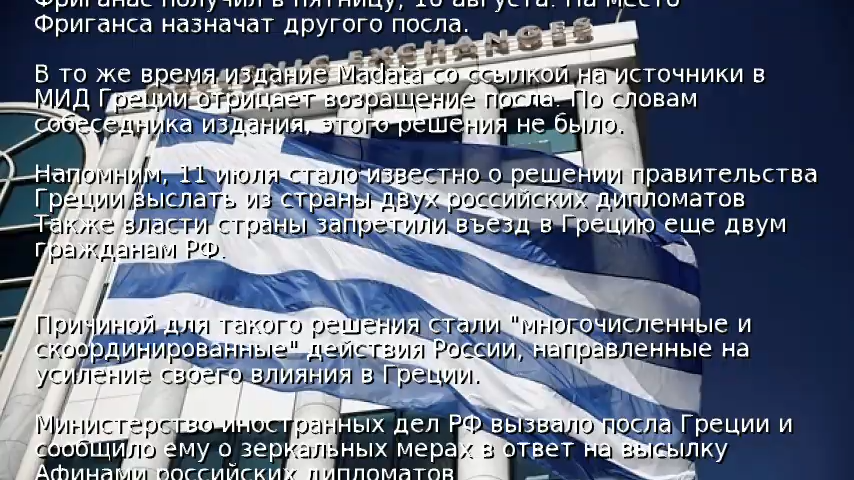 Фриганас получил в пятницу, 10 августа. На место
Фриганса назначат другого посла.
EXCHANGES
В то же время издание Madata со ссылкой на источники в
МИД Греции отрицает возращение посла. По словам
собеседника издания, этого решения не было.
Напомним, 11 июля стало известно о решении правительства
Греции выслать из страны двух российских дипломатов
Также власти страны запретили въезд в Грецию еще двум
гражданам РФ.
Причиной для такого решения стали "многочисленные и
скоординированные" действия России, направленные на
усиление своего влияния в Греции.
Министерство иностранных дел РФ вызвало посла Греции и
сообщило ему о зеркальных мерах в ответ на высылку
Афинами российских дипломатов